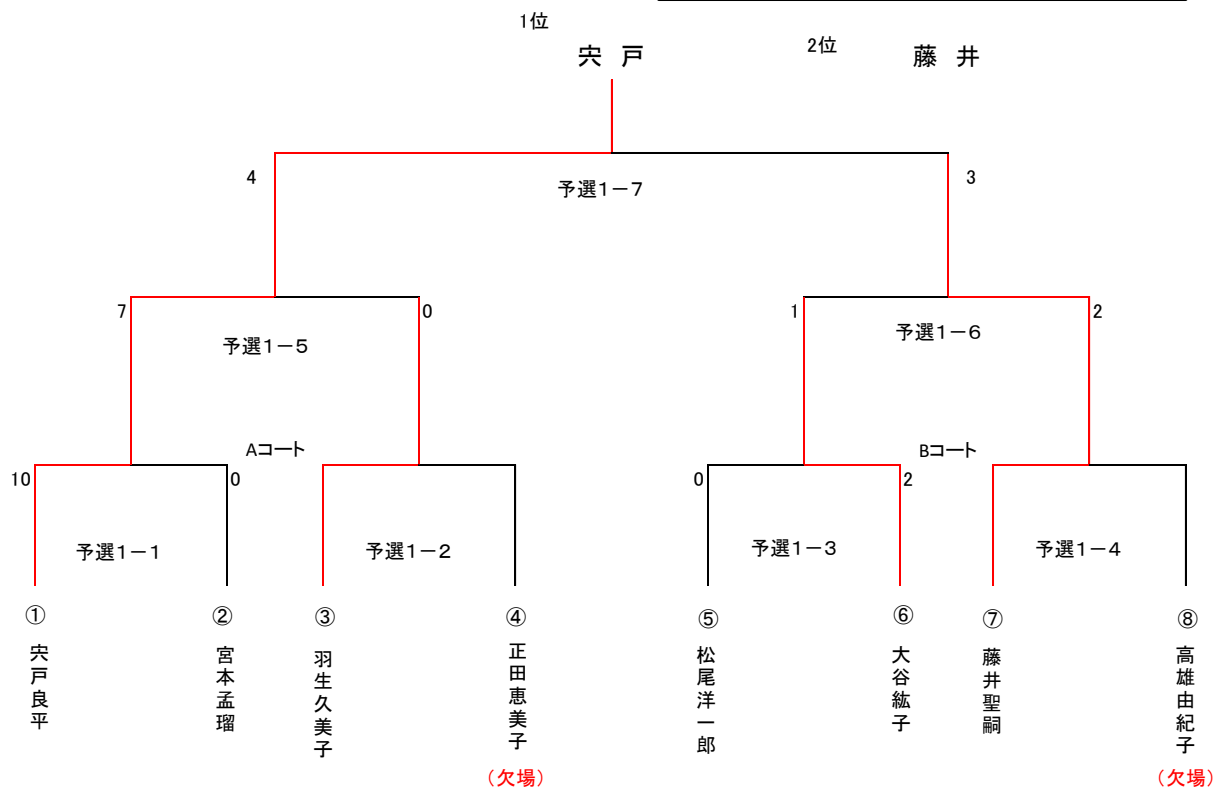 1位
宍 戸
2位
藤 井
4
予選1－7
3
7
0
予選1－5
1
2
予選1－6
Aコート
Bコート
10
0
0
2
予選1－1
予選1－2
予選1－3
予選1－4
①
宍戸良平
②
宮本孟瑠
③
羽生久美子
④
正田恵美子
(欠場)
⑤
松尾洋一郎
⑥
大谷紘子
⑦
藤井聖嗣
⑧
高雄由紀子
(欠場)